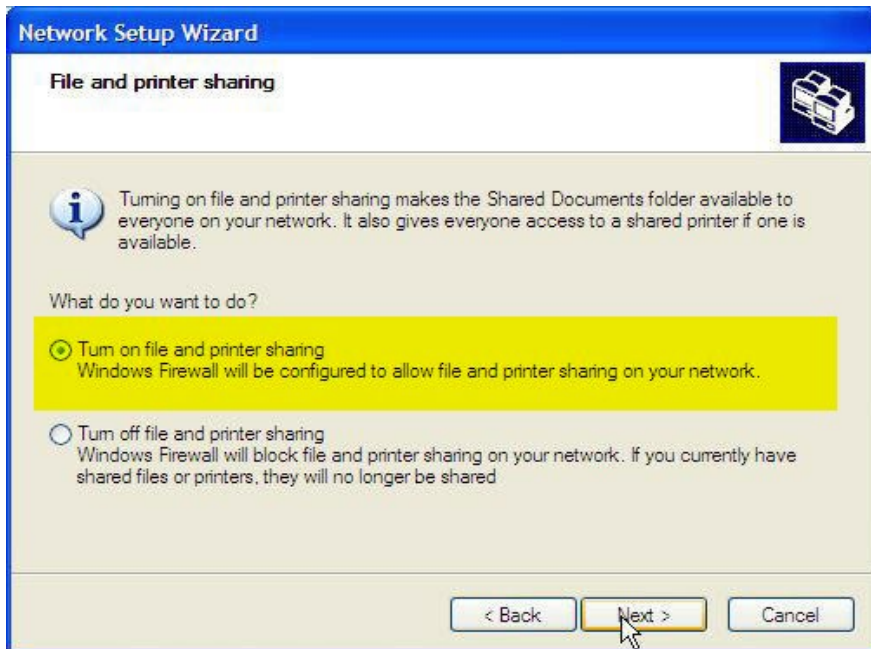 Network Setup Wizard
File and printer sharing
Turning on file and printer sharing makes the Shared Documents folder available to
everyone on your network. It also gives everyone access to a shared printer if one is
available.
What do you want to do?
Turn on file and printer sharing
Windows Firewall will be configured to allow file and printer sharing on your network.
Turn off file and printer sharing
Windows Firewall will block file and printer sharing on your network. If you currently have
shared files or printers, they will no longer be shared
< Back Next > Cancel